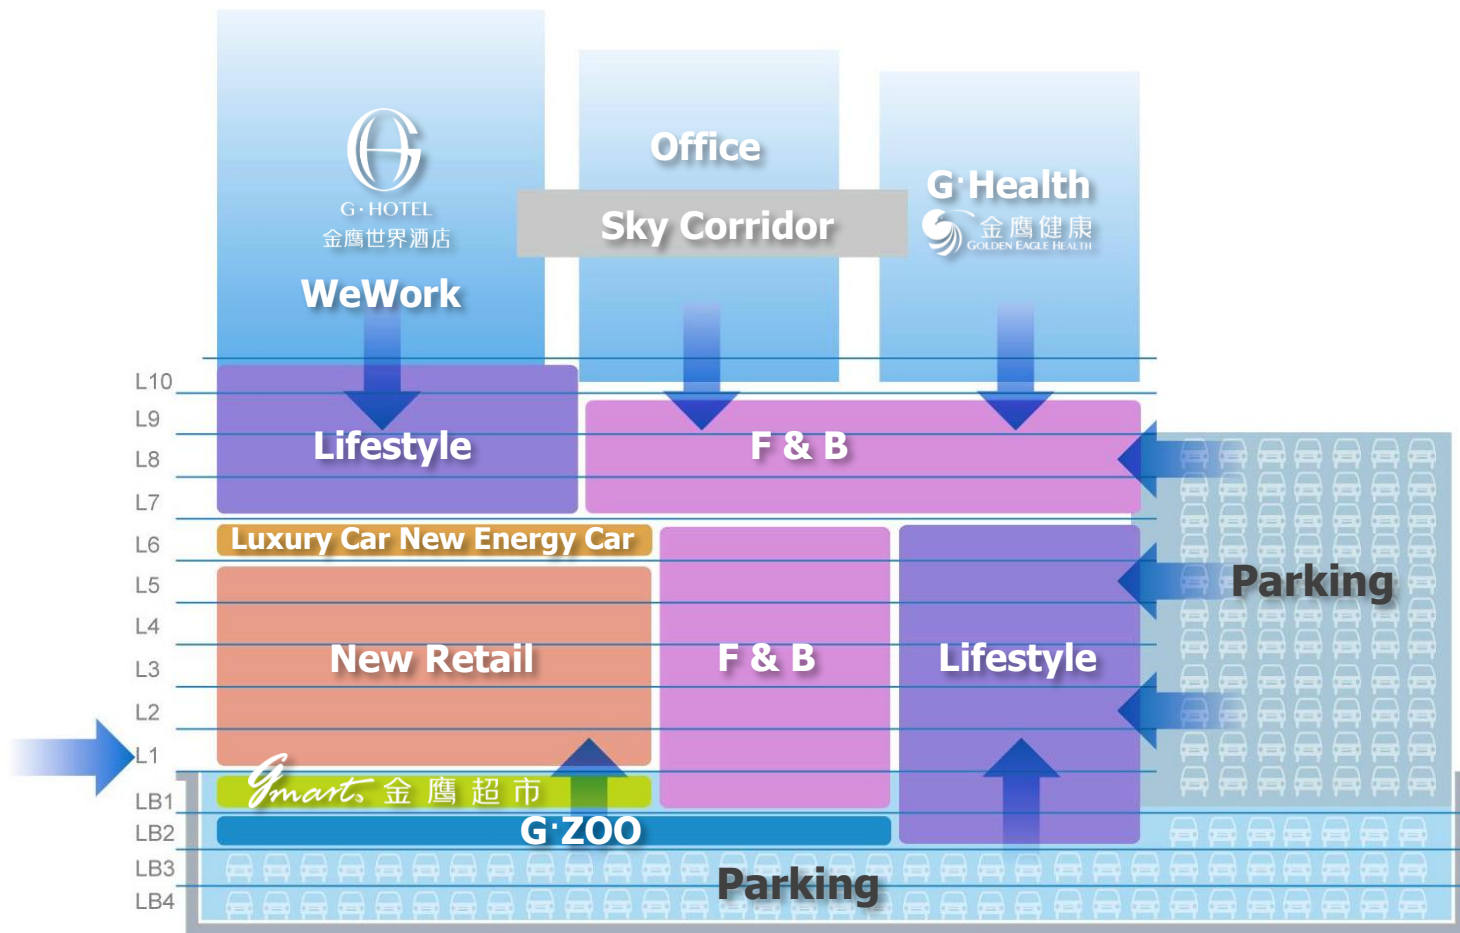 G·HOTEL
金鹰世界酒店
WeWork
Office
Sky Corridor
G·Health
金鹰健康
GOLDEN EAGLE HEALTH
L10
L9
L8
L7
L6
L5
L4
L3
L2
L1
LB1
LB2
LB3
LB4
Lifestyle
F & B
Luxury Car New Energy Car
New Retail
F & B
Lifestyle
Parking
gmart 金鹰超市
G·ZOO
Parking